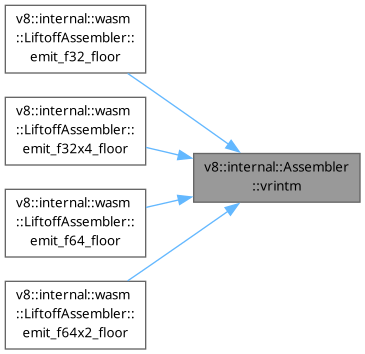 v8::internal::wasm
::LiftoffAssembler::
emit_f32_floor
v8::internal::wasm
::LiftoffAssembler::
emit_f32x4_floor
v8::internal::Assembler
::vrintm
v8::internal::wasm
::LiftoffAssembler::
emit_f64_floor
v8::internal::wasm
::LiftoffAssembler::
emit_f64x2_floor